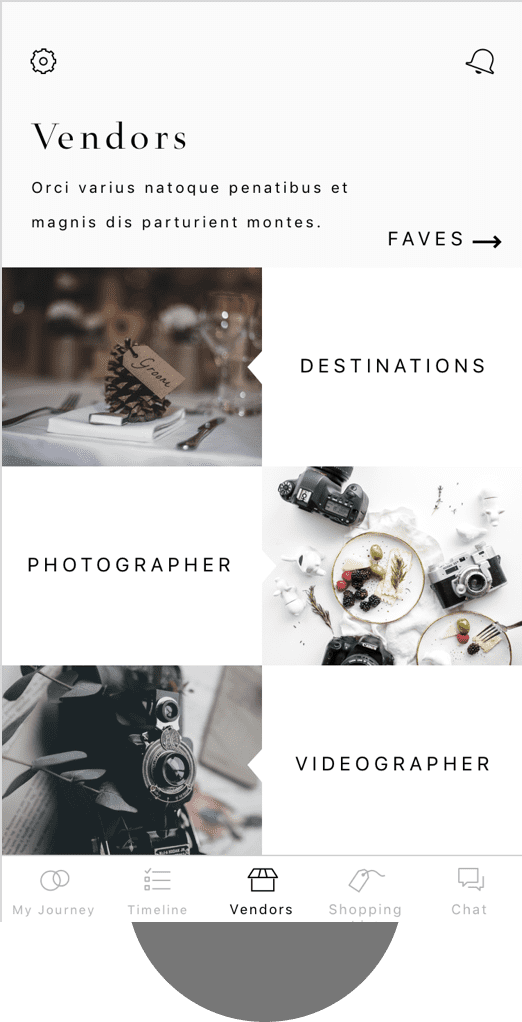 Vendors
Orci varius natoque penatibus et
magnis dis parturient montes.
FAVES
Groom
DESTINATIONS
PHOTOGRAPHER
VIDEOGRAPHER
My Journey
Timeline
Vendors
Shopping
Chat